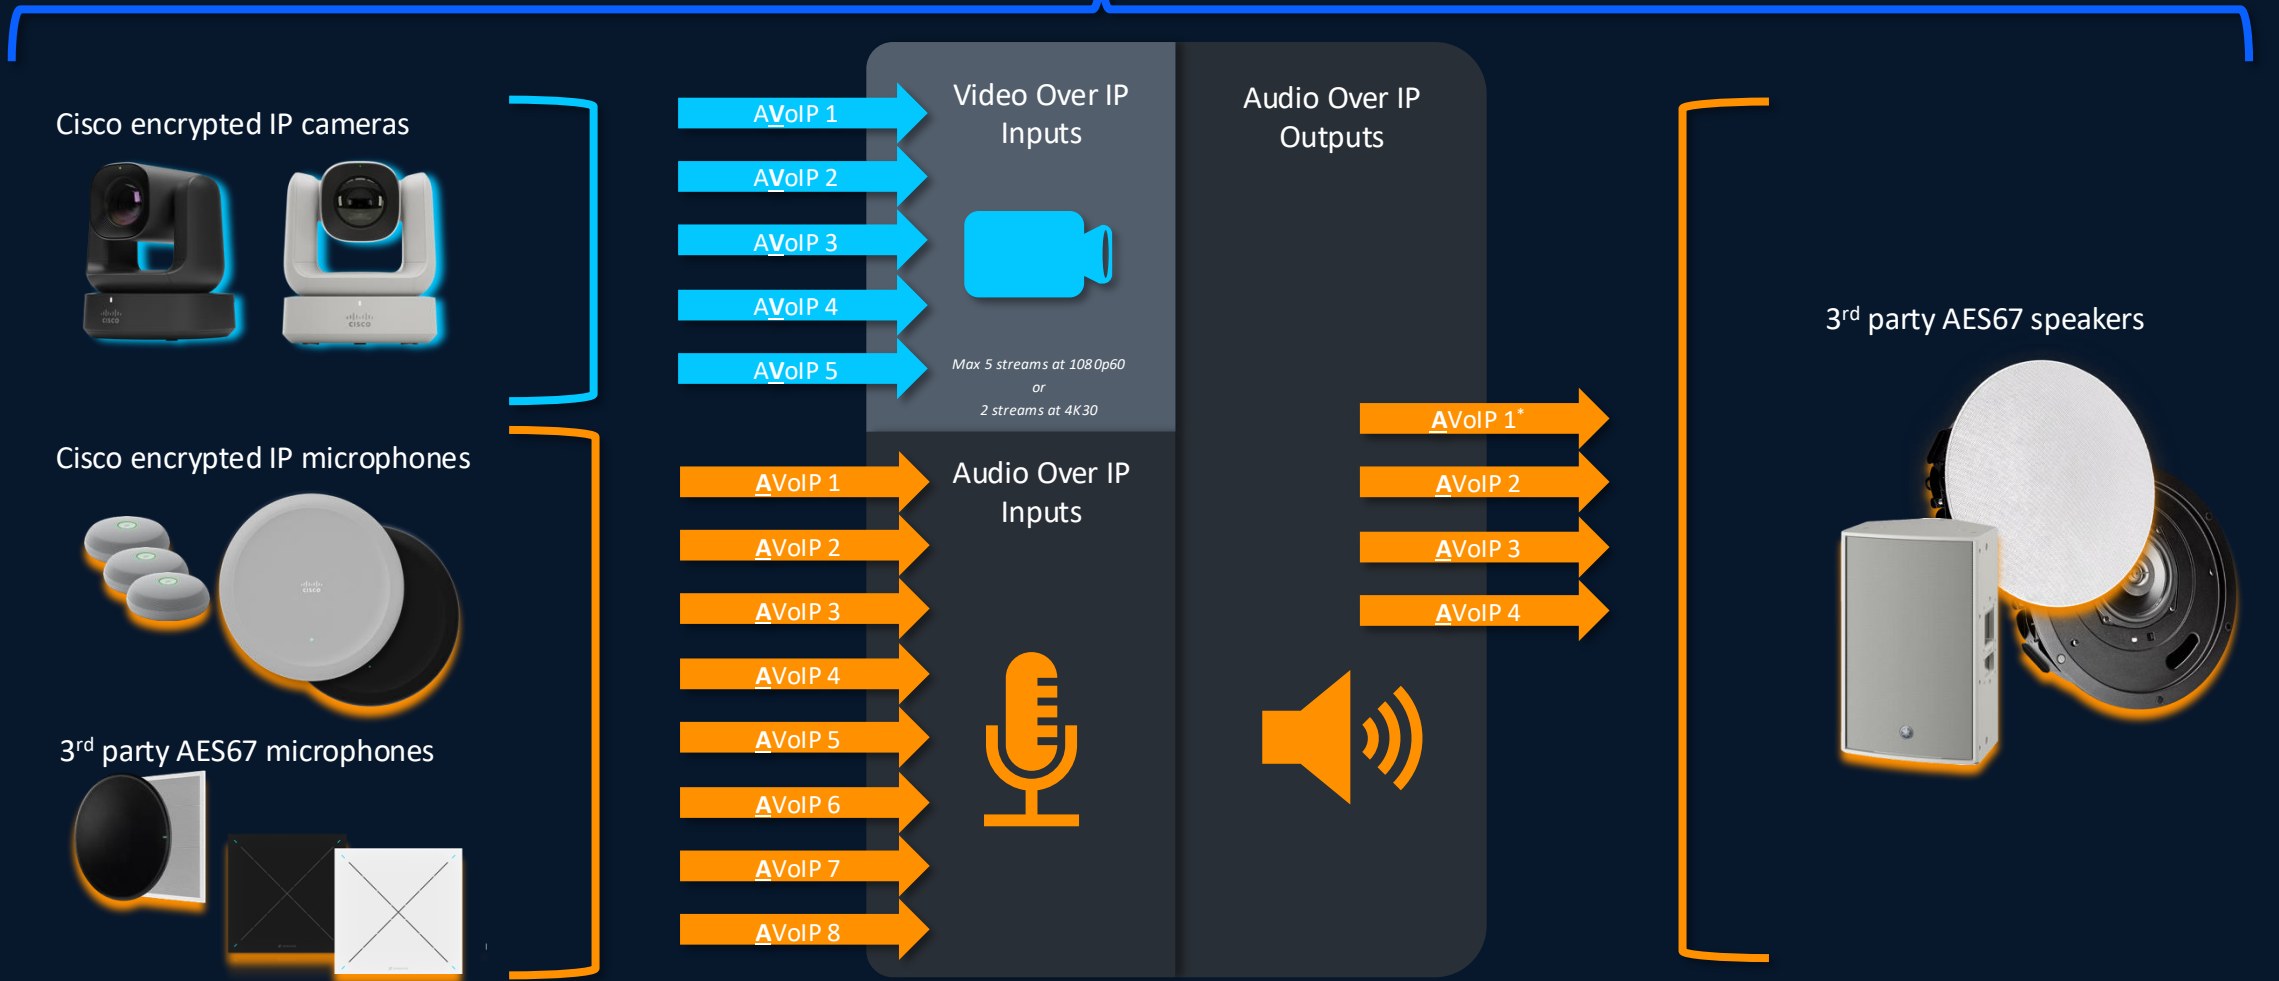 Cisco encrypted IP cameras
CISCO
CISCO
Cisco encrypted IP microphones
CISCO
3rd party AES67 microphones
AVoIP 1
AVoIP 2
AVoIP 3
AVoIP 4
AVoIP 5
AVoIP 1
AVoIP 2
AVoIP 3
AVoIP 4
AVoIP 5
AVoIP 6
AVoIP 7
AVoIP 8
Video Over IP
Inputs
Max 5 streams at 1080p60
or
2 streams at 4K30
Audio Over IP
Inputs
Audio Over IP
Outputs
AVoIP 1*
AVoIP 2
AVoIP 3
AVoIP 4
3rd party AES67 speakers